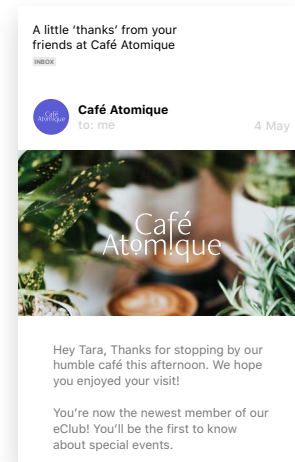 A little ‘thanks’ from your
friends at Café Atomique
INBOX
Café
Atomique
Café Atomique
to: me
4 May
Café
Atomique
Hey Tara, Thanks for stopping by our
humble café this afternoon. We hope
you enjoyed your visit!
You’re now the newest member of our
eClub! You’ll be the first to know
about special events.